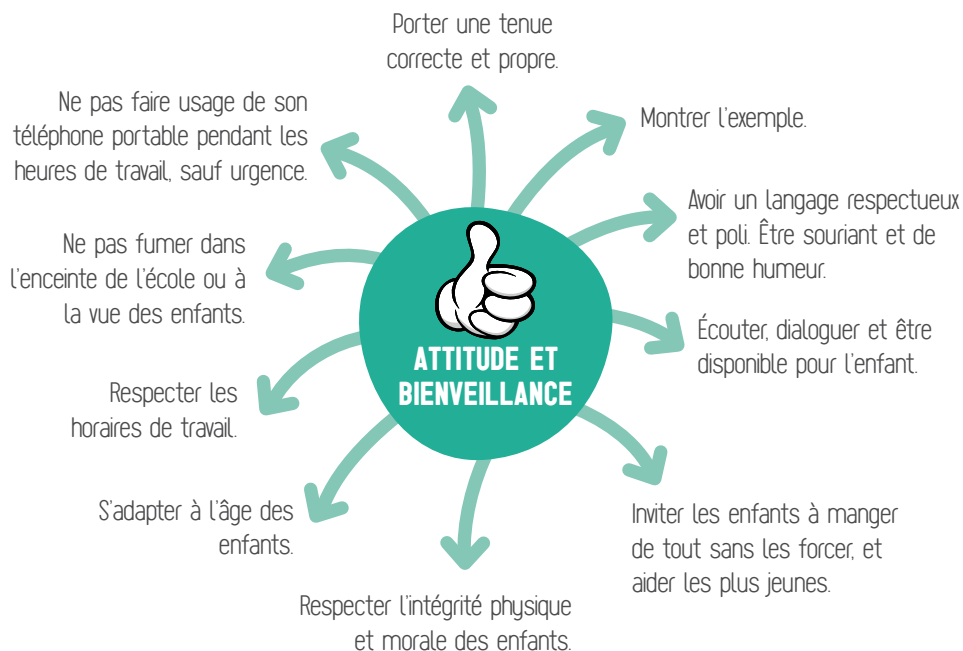 Porter une tenue
correcte et propre.
Montrer l'exemple.
Avoir un langage respectueux
et poli. Être souriant et de
bonne humeur.
Écouter, dialoguer et être
disponible pour l'enfant.
Inviter les enfants à manger
de tout sans les forcer, et
aider les plus jeunes.
Respecter l'intégrité physique
et morale des enfants.
S'adapter à l'âge des
enfants.
Respecter les
horaires de travail.
Ne pas fumer dans
l'enceinte de l'école ou à
la vue des enfants.
Ne pas faire usage de son
téléphone portable pendant les
heures de travail, sauf urgence.
ATTITUDE ET
BIENVEILLANCE